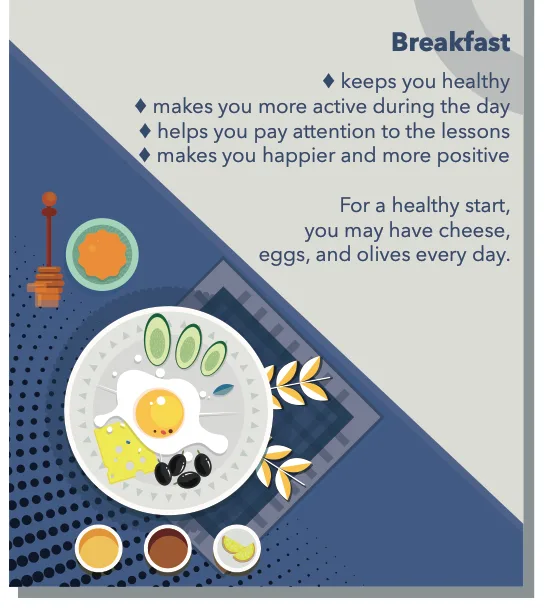 Breakfast
♦ keeps you healthy
♦ makes you more active during the day
♦ helps you pay attention to the lessons
♦ makes you happier and more positive
For a healthy start,
you may have cheese,
eggs, and olives every day.